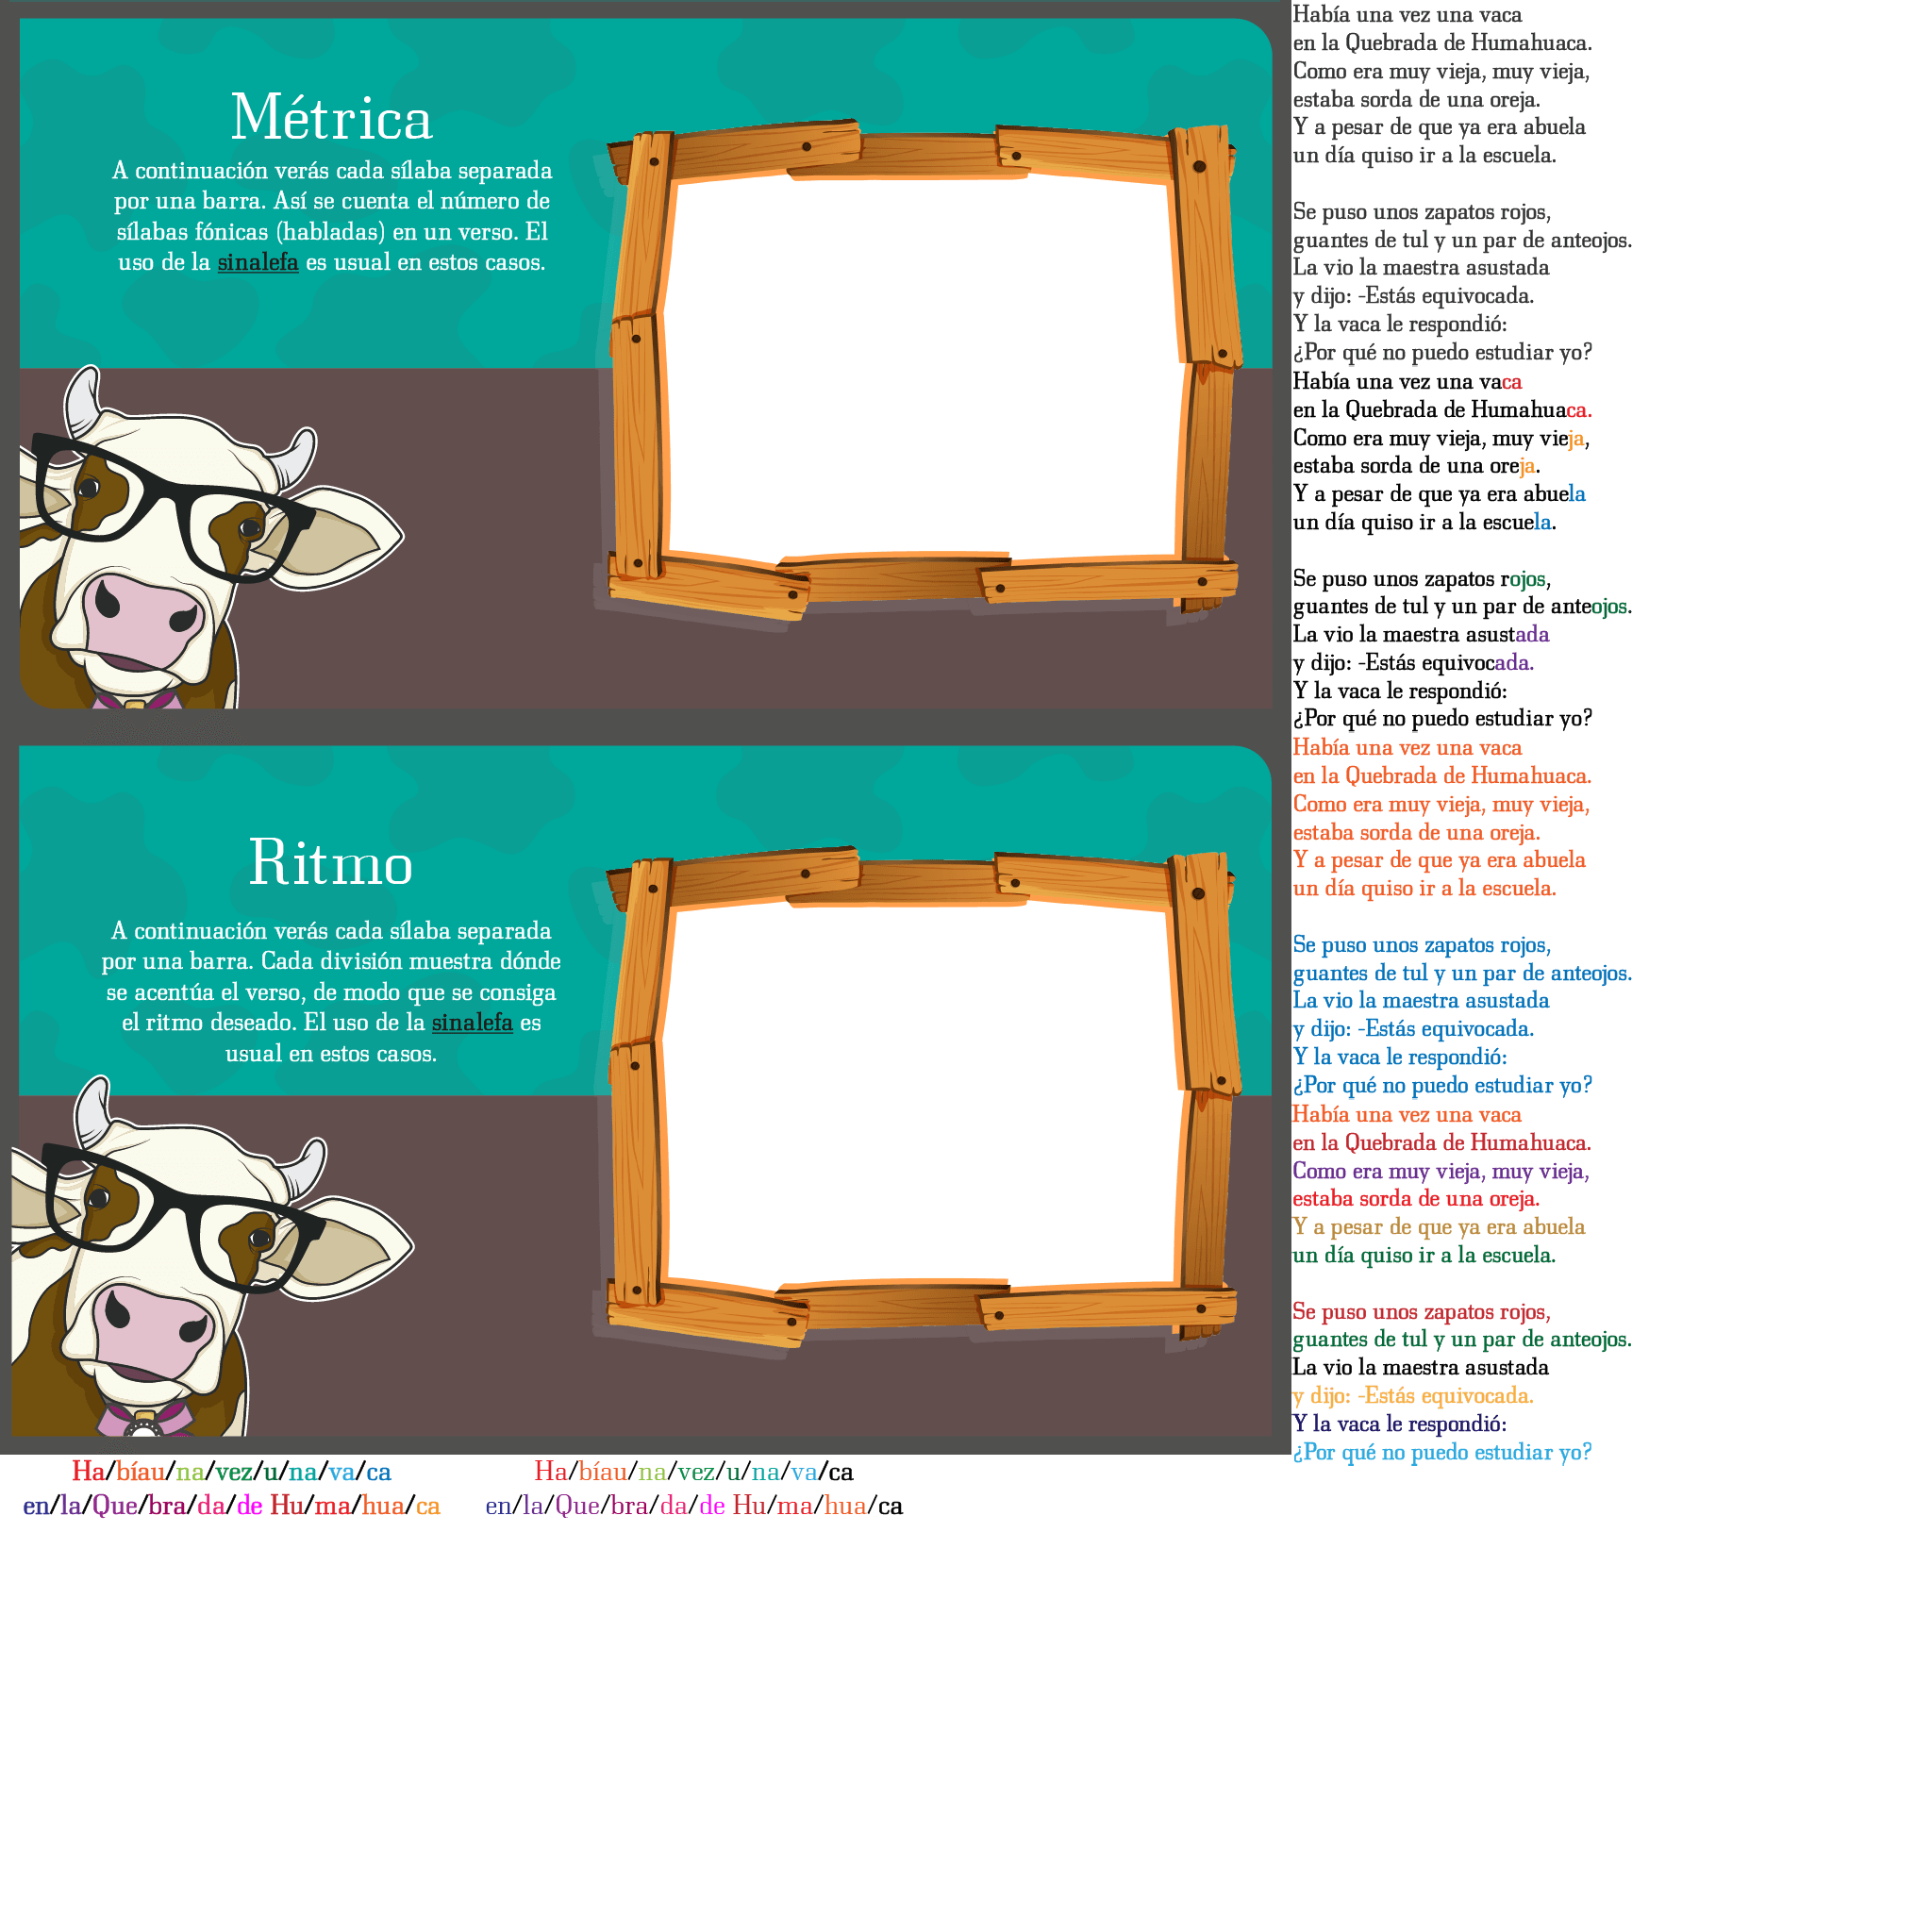 Métrica
A continuación verás cada sílaba separada
por una barra. Así se cuenta el número de
sílabas fónicas (habladas) en un verso. El
uso de la sinalefa es usual en estos casos.
Ritmo
A continuación verás cada sílaba separada
por una barra. Cada división muestra dónde
se acentúa el verso, de modo que se consiga
el ritmo deseado. El uso de la sinalefa es
usual en estos casos.
Ha/bíau/na/vez/u/na/va/ca
en/la/Que/bra/da/de Hu/ma/hua/ca
Ha/bíau/na/vez/u/na/va/ca
en/la/Que/bra/da/de Hu/ma/hua/ca
Había una vez una vaca
en la Quebrada de Humahuaca.
Como era muy vieja, muy vieja,
estaba sorda de una oreja.
Y a pesar de que ya era abuela
un día quiso ir a la escuela.
Se puso unos zapatos rojos,
guantes de tul y un par de anteojos.
La vio la maestra asustada
y dijo: -Estás equivocada.
Y la vaca le respondió:
¿Por qué no puedo estudiar yo?
Había una vez una vaca
en la Quebrada de Humahuaca.
Como era muy vieja, muy vieja,
estaba sorda de una oreja.
Y a pesar de que ya era abuela
un día quiso ir a la escuela.
Se puso unos zapatos rojos,
guantes de tul y un par de anteojos.
La vio la maestra asustada
y dijo: -Estás equivocada.
Y la vaca le respondió:
¿Por qué no puedo estudiar yo?
Había una vez una vaca
en la Quebrada de Humahuaca.
Como era muy vieja, muy vieja,
estaba sorda de una oreja.
Y a pesar de que ya era abuela
un día quiso ir a la escuela.
Se puso unos zapatos rojos,
guantes de tul y un par de anteojos.
La vio la maestra asustada
y dijo: -Estás equivocada.
Y la vaca le respondió:
¿Por qué no puedo estudiar yo?
Había una vez una vaca
en la Quebrada de Humahuaca.
Como era muy vieja, muy vieja,
estaba sorda de una oreja.
Y a pesar de que ya era abuela
un día quiso ir a la escuela.
Se puso unos zapatos rojos,
guantes de tul y un par de anteojos.
La vio la maestra asustada
y dijo: -Estás equivocada.
Y la vaca le respondió:
¿Por qué no puedo estudiar yo?